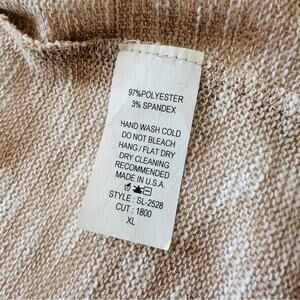 97%POLYESTER
3% SPANDEX
HAND WASH COLD
DO NOT BLEACH
HANG / FLAT DRY
DRY CLEANING
RECOMMENDED
MADE IN U.S.A.
STYLE : SL-2528
CUT : 1800
XL